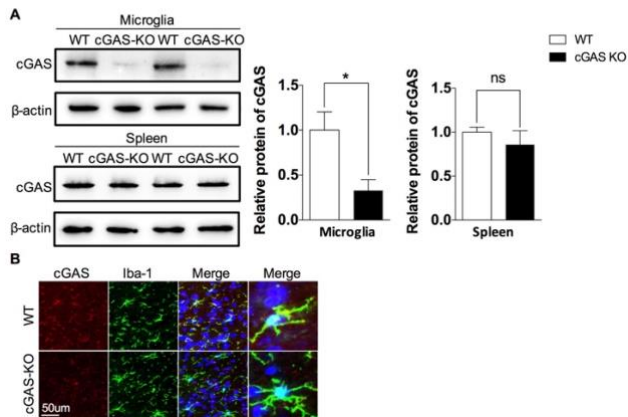 A
Microglia
WT cGAS-KO WT cGAS-KO
cGAS
β-actin
Spleen
WT cGAS-KO WT cGAS-KO
cGAS
β-actin
Relative protein of cGAS
1.5
1.0
0.5
0.0
*
Microglia
Relative protein of cGAS
1.5
1.0
0.5
0.0
ns
Spleen
WT
cGAS KO
B
cGAS Iba-1 Merge Merge
WT
cGAS-KO
50um